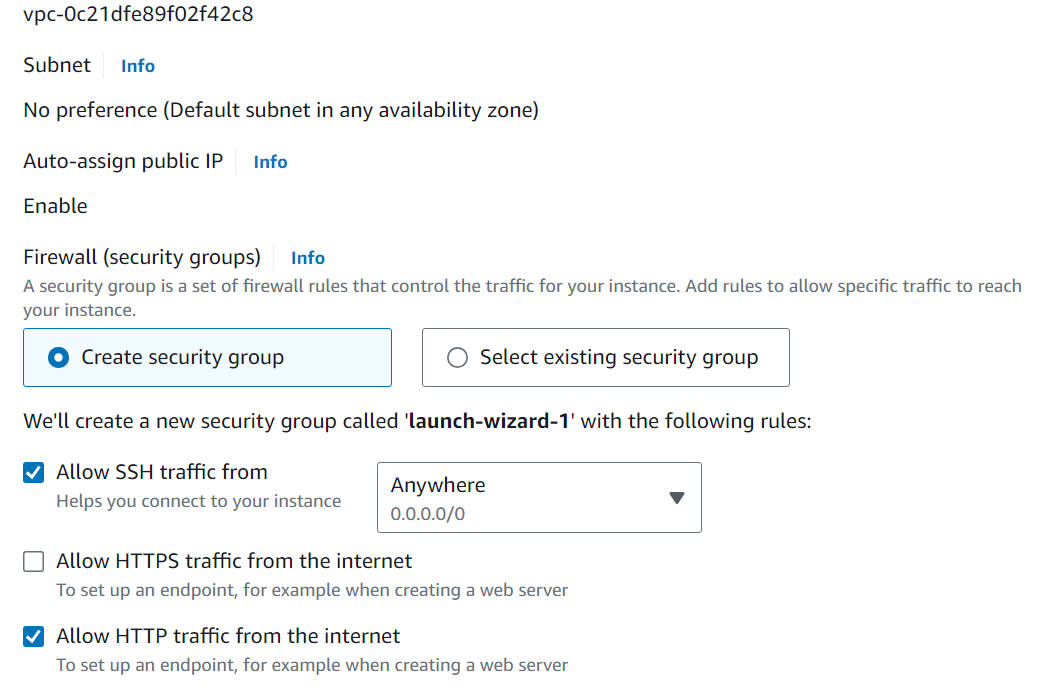 vpc-0c21dfe89f02f42c8
Subnet Info
No preference (Default subnet in any availability zone)
Auto-assign public IP Info
Enable
Firewall (security groups) Info
A security group is a set of firewall rules that control the traffic for your instance. Add rules to allow specific traffic to reach
your instance.
Create security group Select existing security group
We'll create a new security group called 'launch-wizard-1' with the following rules:
Allow SSH traffic from
Helps you connect to your instance
Anywhere
0.0.0.0/0
Allow HTTPS traffic from the internet
To set up an endpoint, for example when creating a web server
Allow HTTP traffic from the internet
To set up an endpoint, for example when creating a web server